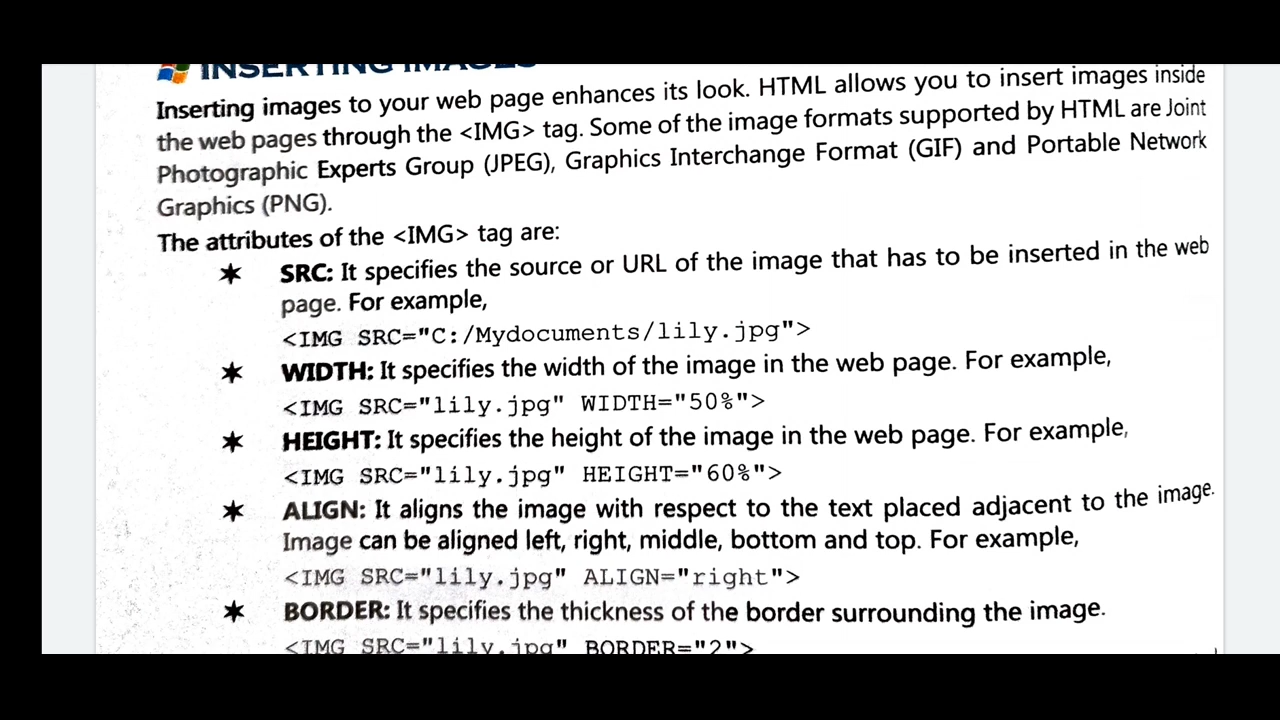 INSERTING IMAGES
Inserting images to your web page enhances its look. HTML allows you to insert images inside
the web pages through the <IMG> tag. Some of the image formats supported by HTML are Joint
Photographic Experts Group (JPEG), Graphics Interchange Format (GIF) and Portable Network
Graphics (PNG).
The attributes of the <IMG> tag are:
✶ SRC: It specifies the source or URL of the image that has to be inserted in the web
page. For example,
<IMG SRC="C:/Mydocuments/lily.jpg">
✶ WIDTH: It specifies the width of the image in the web page. For example,
<IMG SRC="lily.jpg" WIDTH="50%">
✶ HEIGHT: It specifies the height of the image in the web page. For example,
<IMG SRC="lily.jpg" HEIGHT="60%">
✶ ALIGN: It aligns the image with respect to the text placed adjacent to the image.
Image can be aligned left, right, middle, bottom and top. For example,
<IMG SRC="lily.jpg" ALIGN="right">
✶ BORDER: It specifies the thickness of the border surrounding the image.
<IMG SRC="lily.jpg" BORDER="2">